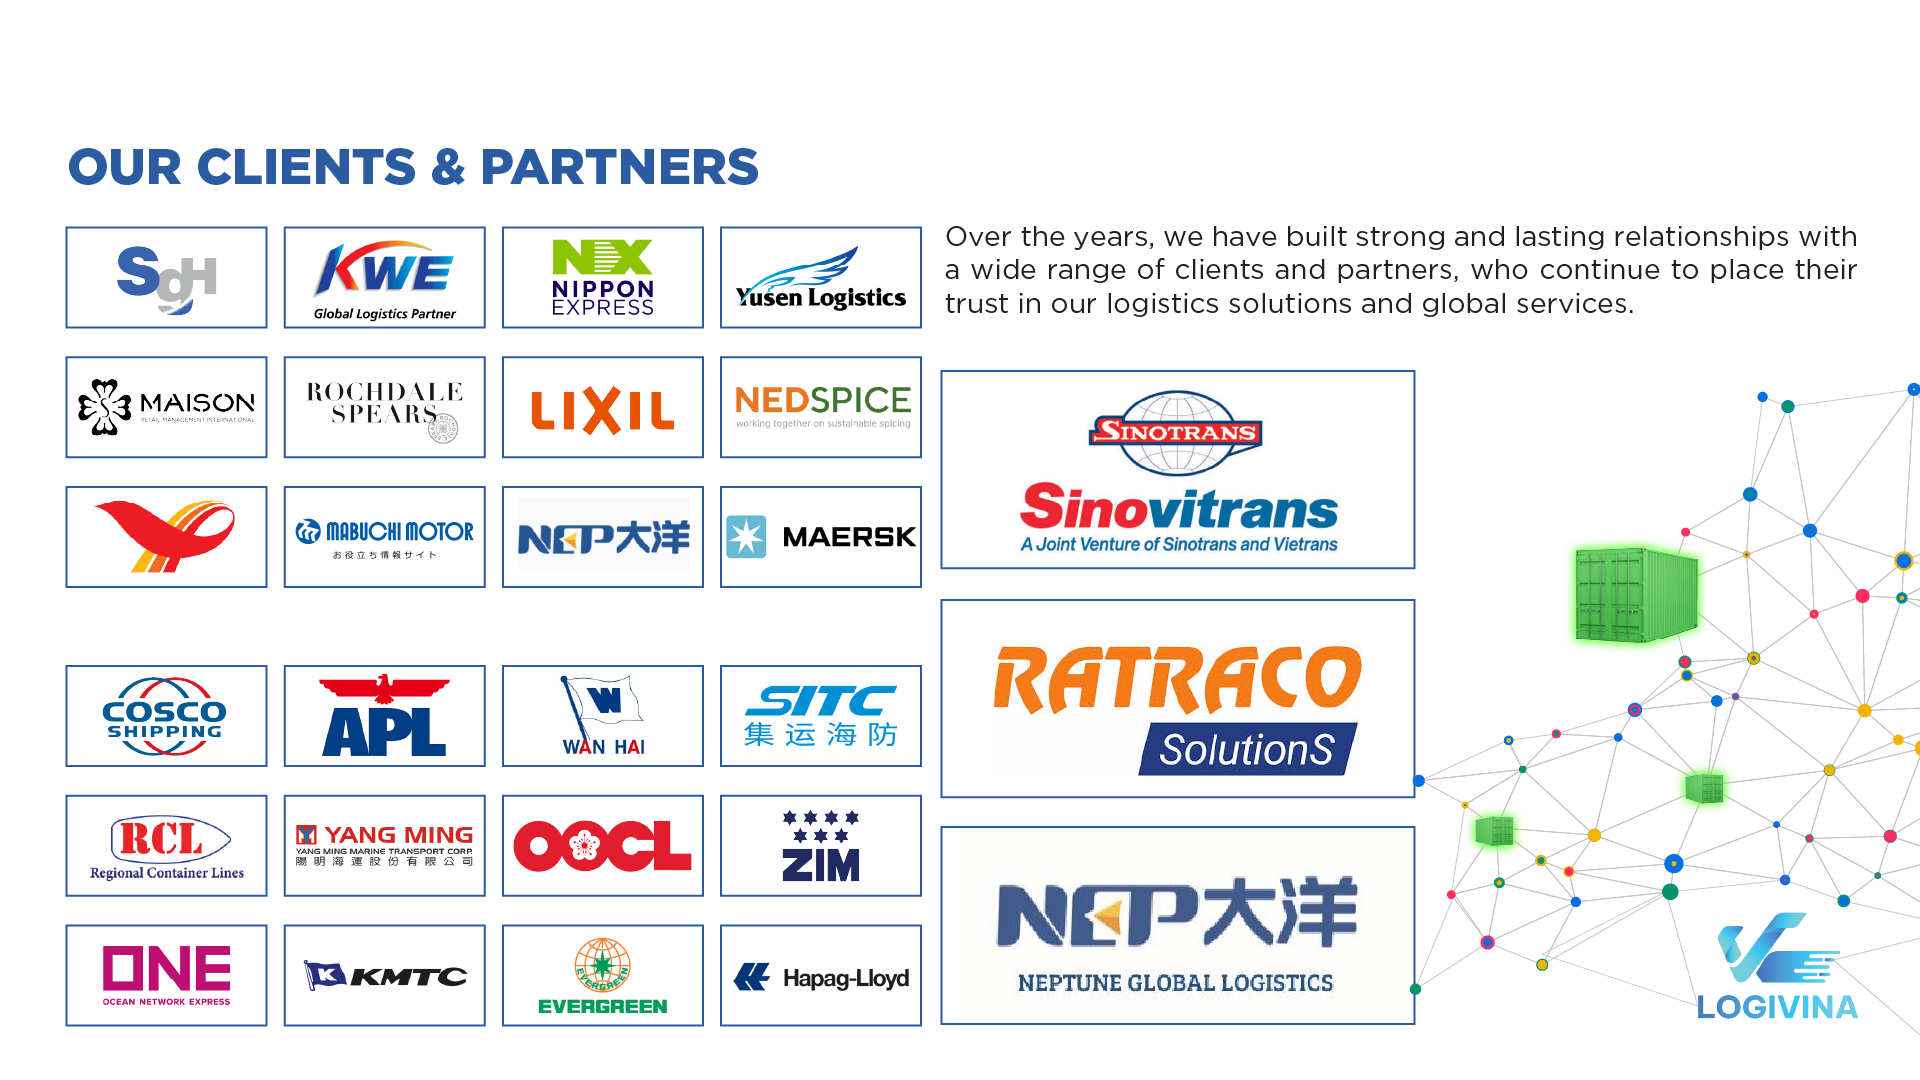 OUR CLIENTS & PARTNERS
SgH
KWE
Global Logistics Partner
NX
NIPPON
EXPRESS
Yusen Logistics
MAISON
RETAIL MANAGEMENT INTERNATIONAL
ROCHDALE
SPEARS
LIXIL
NEDSPICE
working together on sustainable spicing
MABUCHI MOTOR
お役立ち情報サイト
NEP大洋
MAERSK
COSCO
SHIPPING
APL
W
WAN HAI
SITC
集运海防
RCL
Regional Container Lines
YANG MING
YANG MING MARINE TRANSPORT CORP.
陽明海運股份有限公司
OOCL
ZIM
ONE
OCEAN NETWORK EXPRESS
K KMTC
EVERGREEN
EVERGREEN
Hapag-Lloyd
Over the years, we have built strong and lasting relationships with
a wide range of clients and partners, who continue to place their
trust in our logistics solutions and global services.
SINOTRANS
Sinovitrans
A Joint Venture of Sinotrans and Vietrans
RATRACO
SolutionS
NEP大洋
NEPTUNE GLOBAL LOGISTICS
LOGIVINA